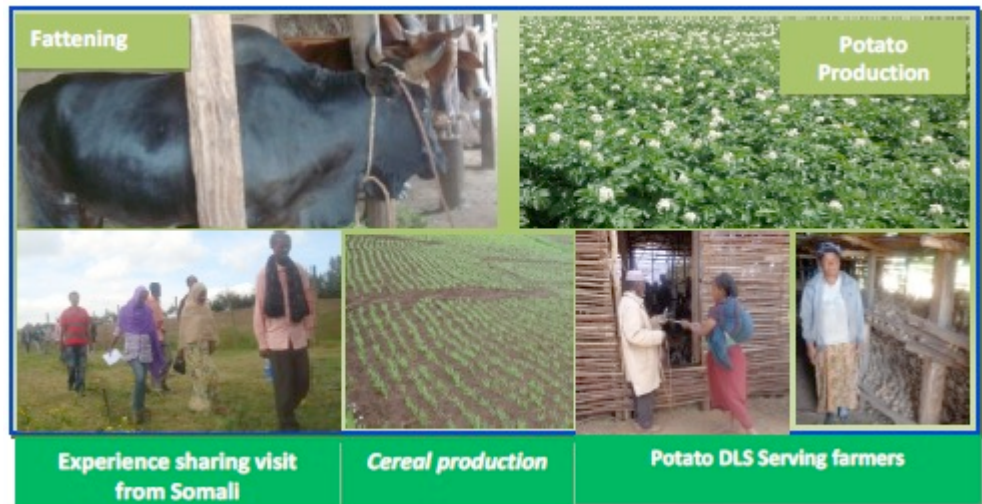 Fattening
Potato
Production
Experience sharing visit
from Somali
Cereal production
Potato DLS Serving farmers